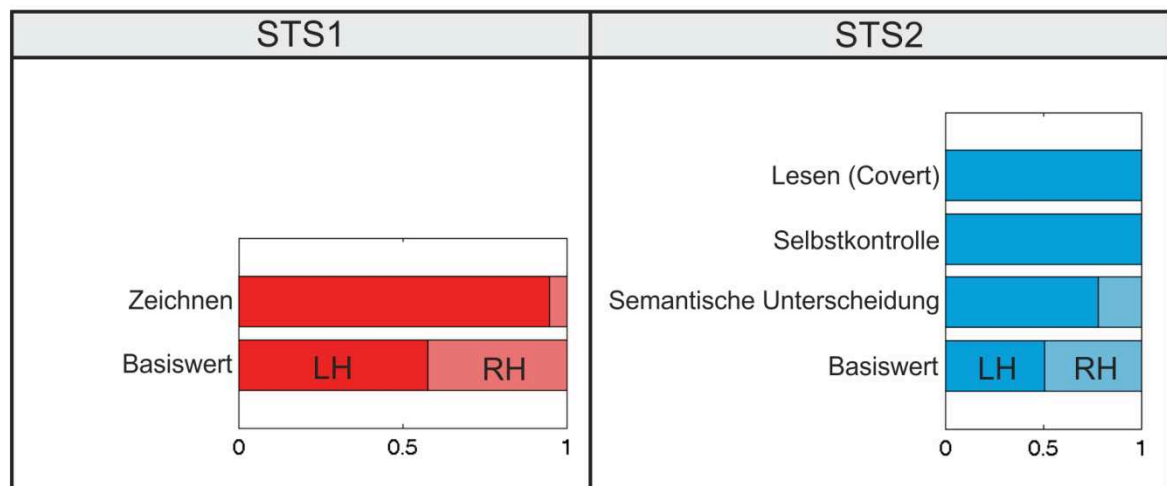 STS1
Zeichnen
Basiswert
LH
RH
0
0.5
1
STS2
Lesen (Covert)
Selbstkontrolle
Semantische Unterscheidung
Basiswert
LH
RH
0
0.5
1